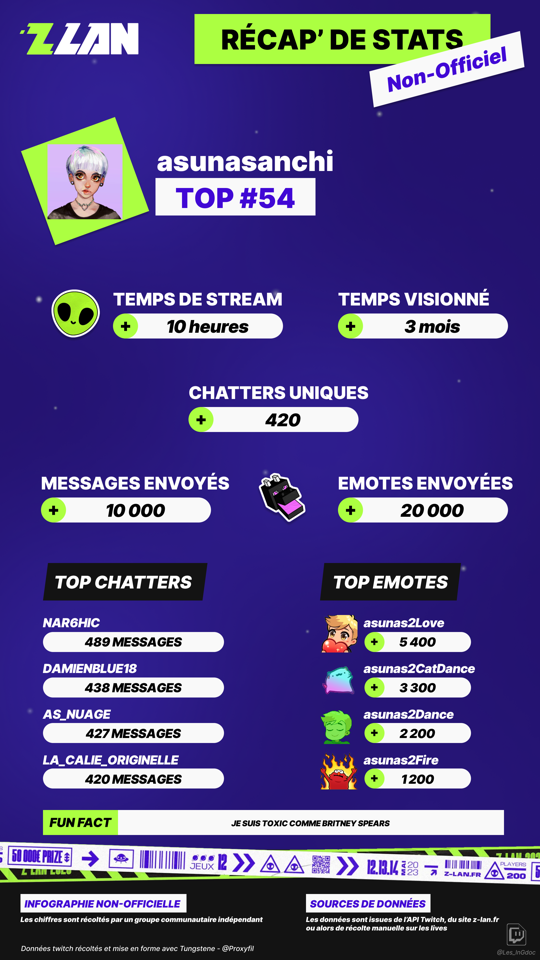 ZLAN
RÉCAP' DE STATS
Non-Officiel
asunasanchi
TOP #54
TEMPS DE STREAM
+ 10 heures
TEMPS VISIONNÉ
+ 3 mois
CHATTERS UNIQUES
+ 420
MESSAGES ENVOYÉS
+ 10 000
EMOTES ENVOYÉES
+ 20 000
TOP CHATTERS
NAR6HIC
489 MESSAGES
DAMIENBLUE18
438 MESSAGES
AS_NUAGE
427 MESSAGES
LA_CALIE_ORIGINELLE
420 MESSAGES
TOP EMOTES
asunas2Love
+ 5 400
asunas2CatDance
+ 3 300
asunas2Dance
+ 2 200
asunas2Fire
+ 1 200
FUN FACT
JE SUIS TOXIC COMME BRITNEY SPEARS
50 000€ PRIZE
JEUX 12
12.13.14 MAI 2023
Z-LAN.FR
PLAYERS 200
INFOGRAPHIE NON-OFFICIELLE
Les chiffres sont récoltés par un groupe communautaire indépendant
SOURCES DE DONNÉES
Les données sont issues de l'API Twitch, du site z-lan.fr
ou alors de récolte manuelle sur les lives
Données twitch récoltés et mise en forme avec Tungstene - @Proxyfil
@Les_InGdoc